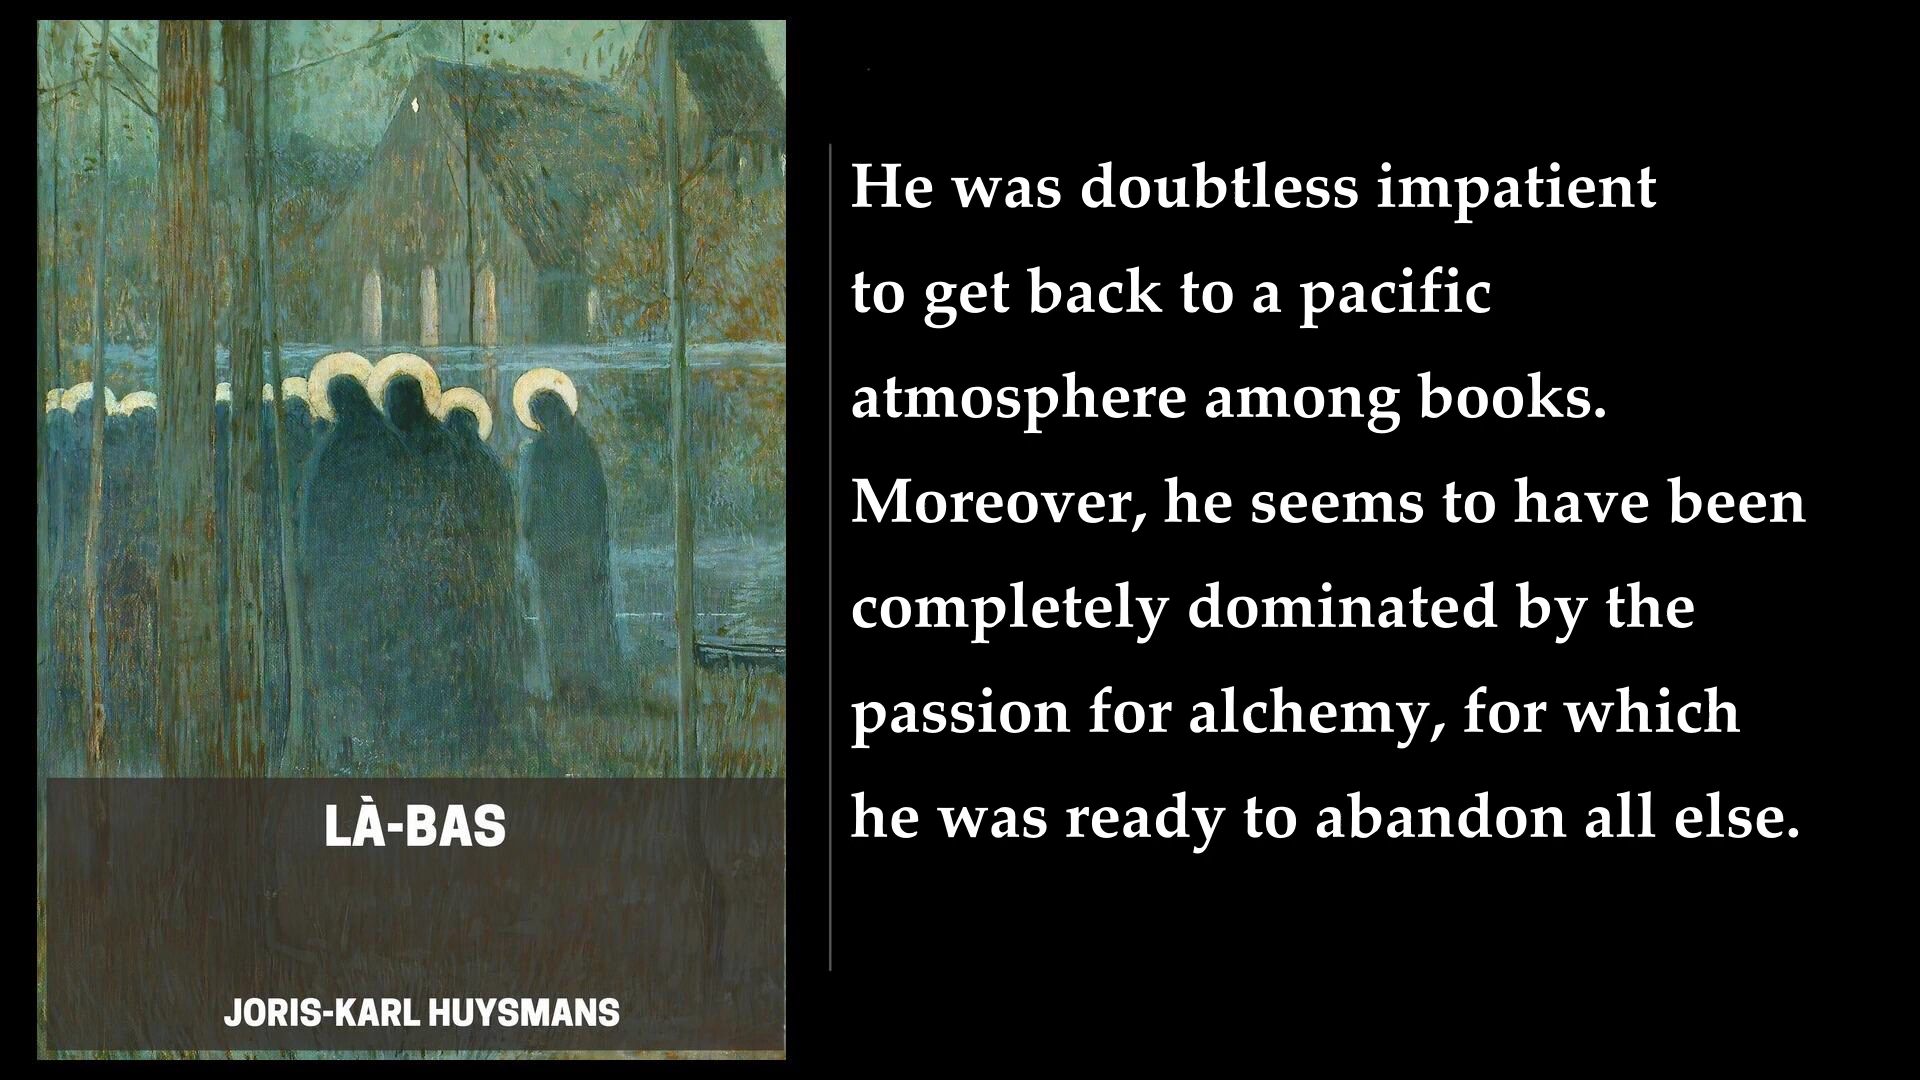 LÀ-BAS
JORIS-KARL HUYSMANS
He was doubtless impatient
to get back to a pacific
atmosphere among books.
Moreover, he seems to have been
completely dominated by the
passion for alchemy, for which
he was ready to abandon all else.